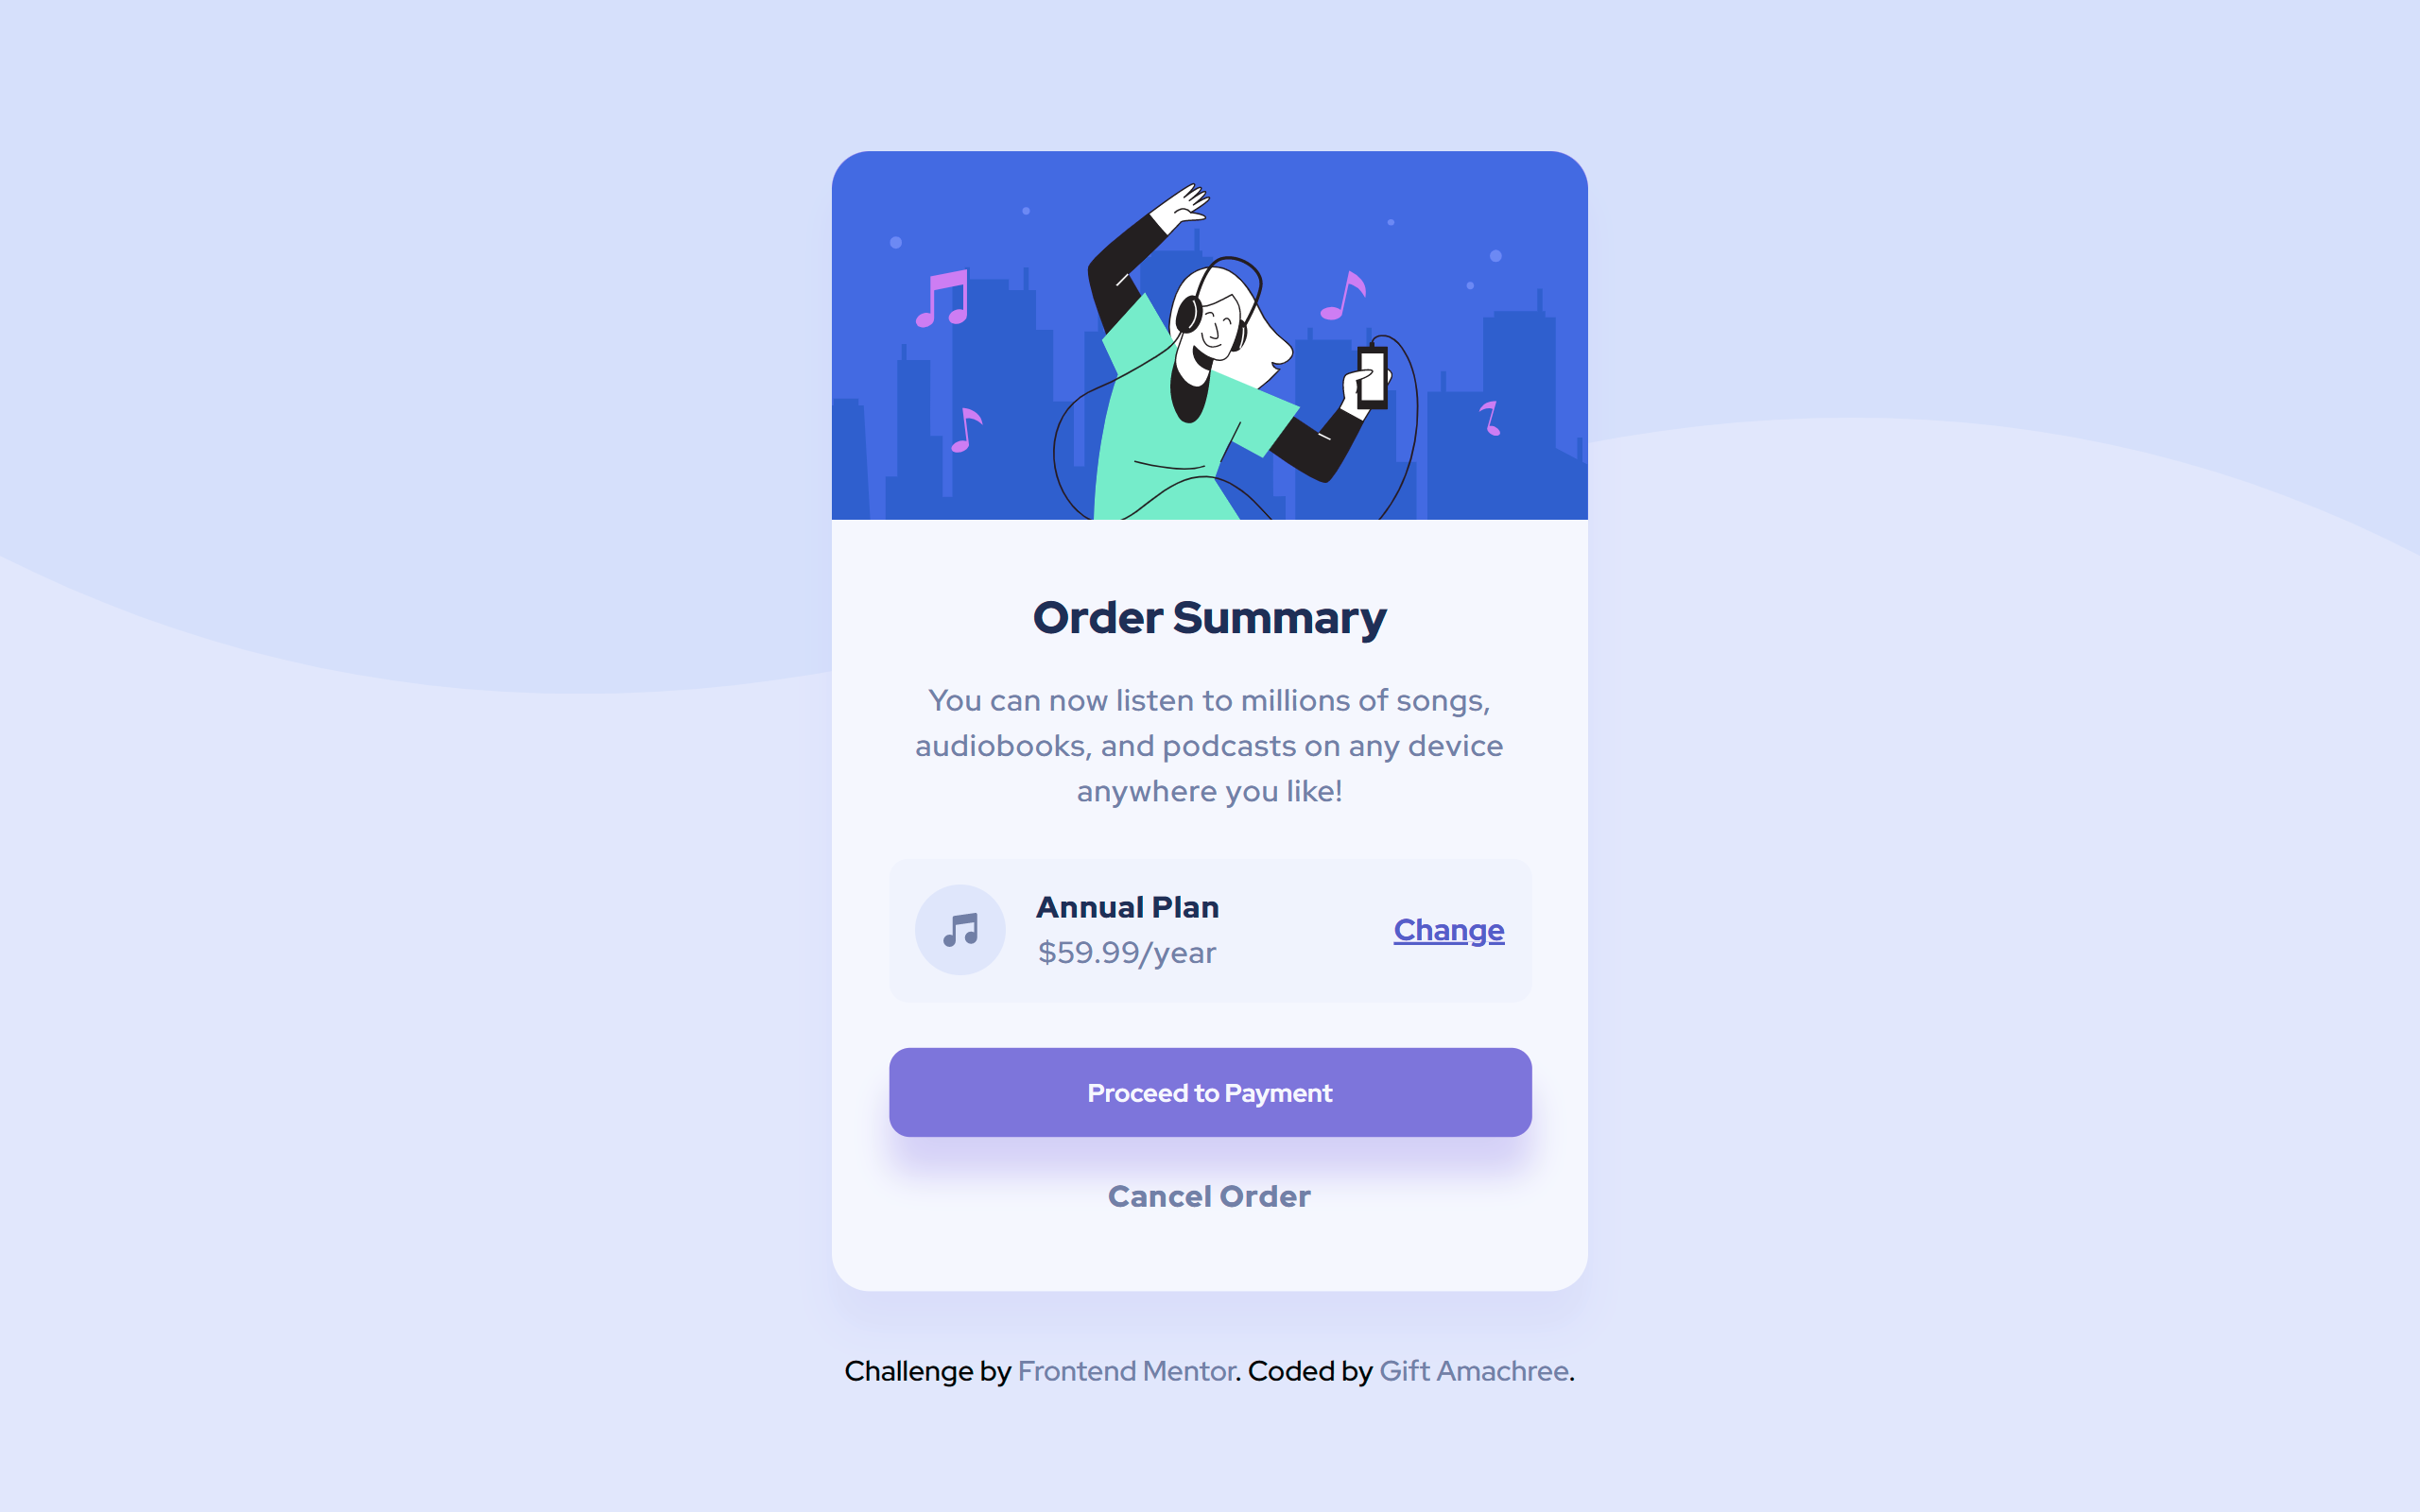 Order Summary
You can now listen to millions of songs,
audiobooks, and podcasts on any device
anywhere you like!
Annual Plan
$59.99/year
Change
Proceed to Payment
Cancel Order
Challenge by Frontend Mentor. Coded by Gift Amachree.